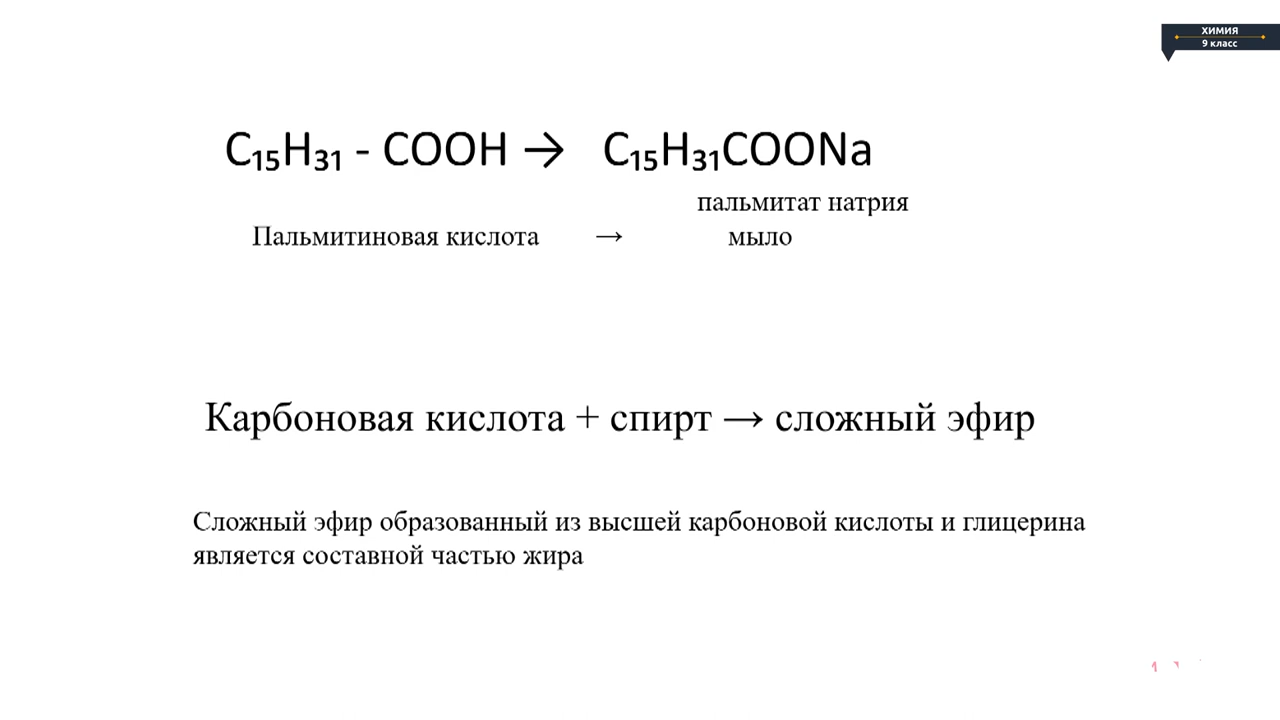 ХИМИЯ
9 класс
C₁₅H₃₁ - COOH → C₁₅H₃₁COONa
пальмитат натрия
Пальмитиновая кислота → мыло
Карбоновая кислота + спирт → сложный эфир
Сложный эфир образованный из высшей карбоновой кислоты и глицерина
является составной частью жира